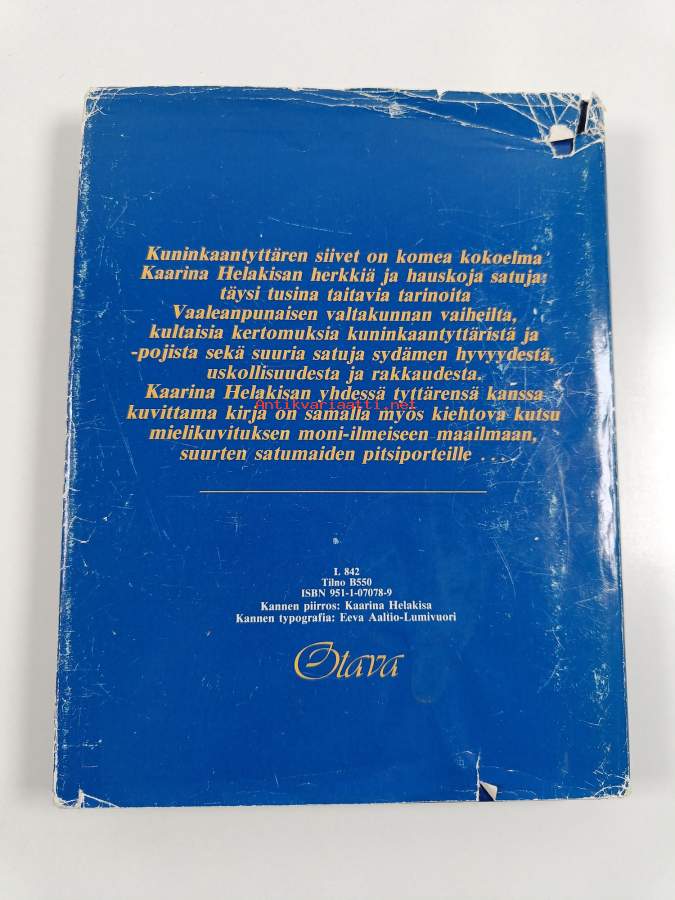 Kuninkaantyttären siivet on komea kokoelma
Kaarina Helakisan herkkiä ja hauskoja satuja:
täysi tusina taitavia tarinoita
Vaaleanpunaisen valtakunnan vaiheilta,
kultaisia kertomuksia kuninkaantyttäristä ja
-pojista sekä suuria satuja sydämen hyvyydestä,
uskollisuudesta ja rakkaudesta.
Kaarina Helakisan yhdessä tyttärensä kanssa
Antikvariaatti.net
kuvittama kirja on samalla myös kiehtova kutsu
mielikuvituksen moni-ilmeiseen maailmaan,
suurten satumaiden pitsiporteille . . . .
L 842
Tilno B550
ISBN 951-1-07078-9
Kannen piirros: Kaarina Helakisa
Kannen typografia: Eeva Aaltio-Lumivuori
Otava